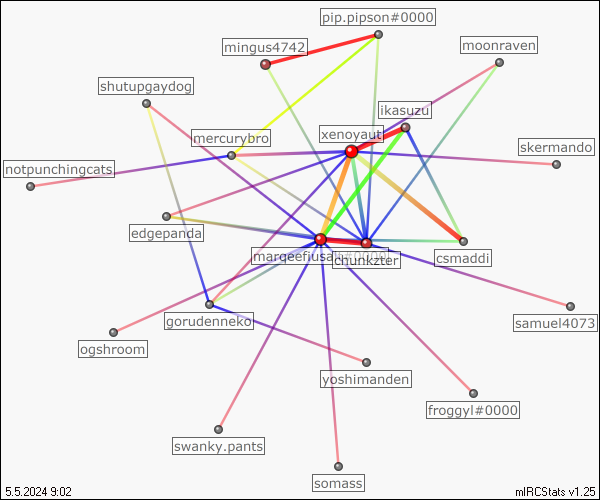 pip.pipson#0000
mingus4742
moonraven
shutupgaydog
ikasuzu
xenoyaut
mercurybro
skermando
notpunchingcats
edgepanda
chunkzter
csmaddi
gorudenneko
samuel4073
ogshroom
yoshimanden
froggyl#0000
swanky.pants
somass
5.5.2024 9:02
mIRCStats v1.25